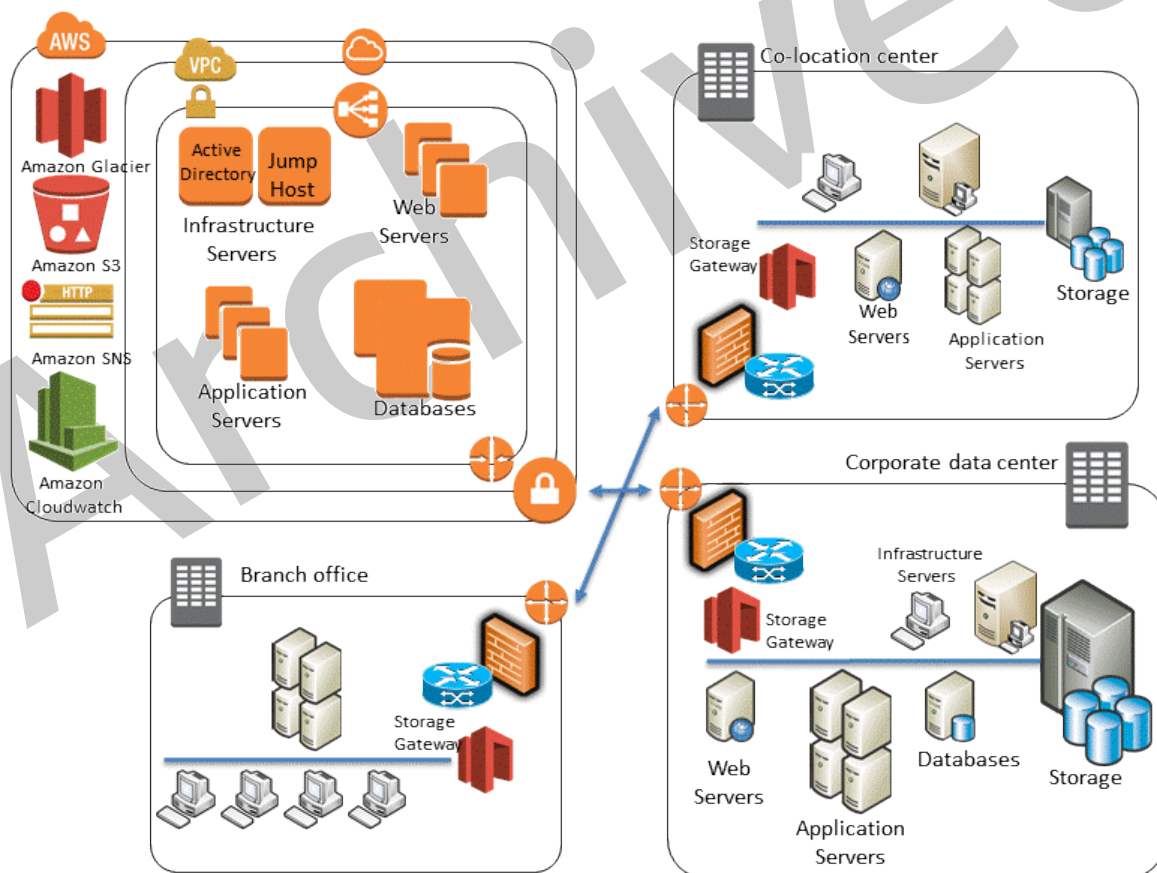 AWS
VPC
Amazon Glacier
Amazon S3
HTTP
Amazon SNS
Amazon
Cloudwatch
Active
Directory
Jump
Host
Infrastructure
Servers
Web
Servers
Application
Servers
Databases
Co-location center
Storage
Gateway
Web
Servers
Application
Servers
Storage
Corporate data center
Infrastructure
Servers
Storage
Gateway
Web
Servers
Application
Servers
Databases
Storage
Branch office
Storage
Gateway
Archive